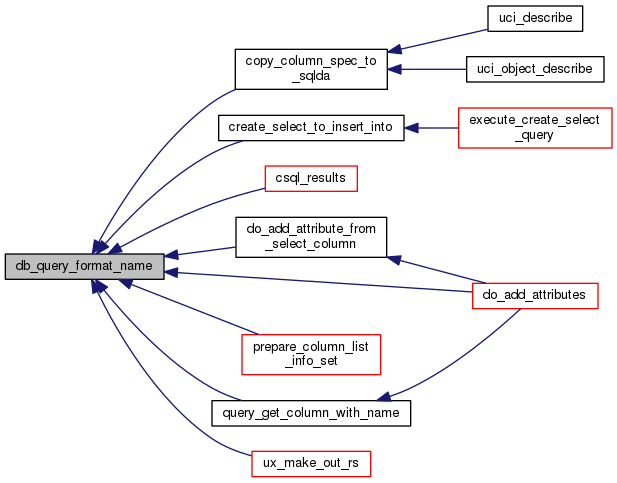 uci_describe
copy_column_spec_to
_sqlda
uci_object_describe
create_select_to_insert_into
execute_create_select
_query
csql_results
do_add_attribute_from
_select_column
db_query_format_name
do_add_attributes
prepare_column_list
_info_set
query_get_column_with_name
ux_make_out_rs